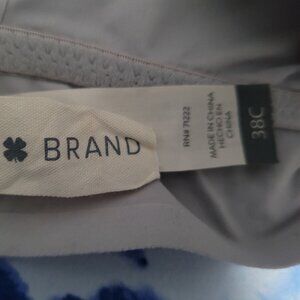 BRAND
RN# 71222
MADE IN CHINA
HECHO EN
CHINA
38C